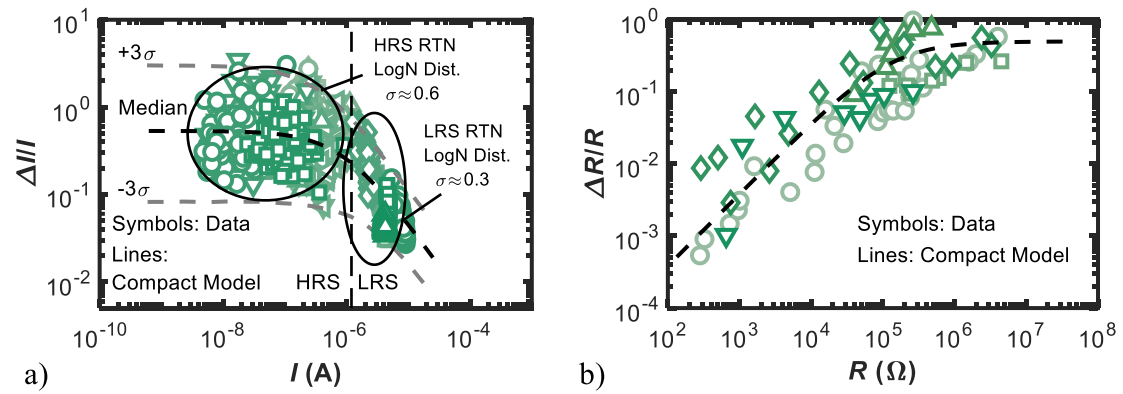 10^1
10^0
10^-1
10^-2
ΔI/I
+3σ
Median
-3σ
HRS RTN
LogN Dist.
σ≈0.6
LRS RTN
LogN Dist.
σ≈0.3
Symbols: Data
Lines:
Compact Model
HRS
LRS
10^-10
10^-8
10^-6
10^-4
I (A)
a)
10^0
10^-1
10^-2
10^-3
10^-4
ΔR/R
Symbols: Data
Lines: Compact Model
10^2
10^3
10^4
10^5
10^6
10^7
10^8
R (Ω)
b)